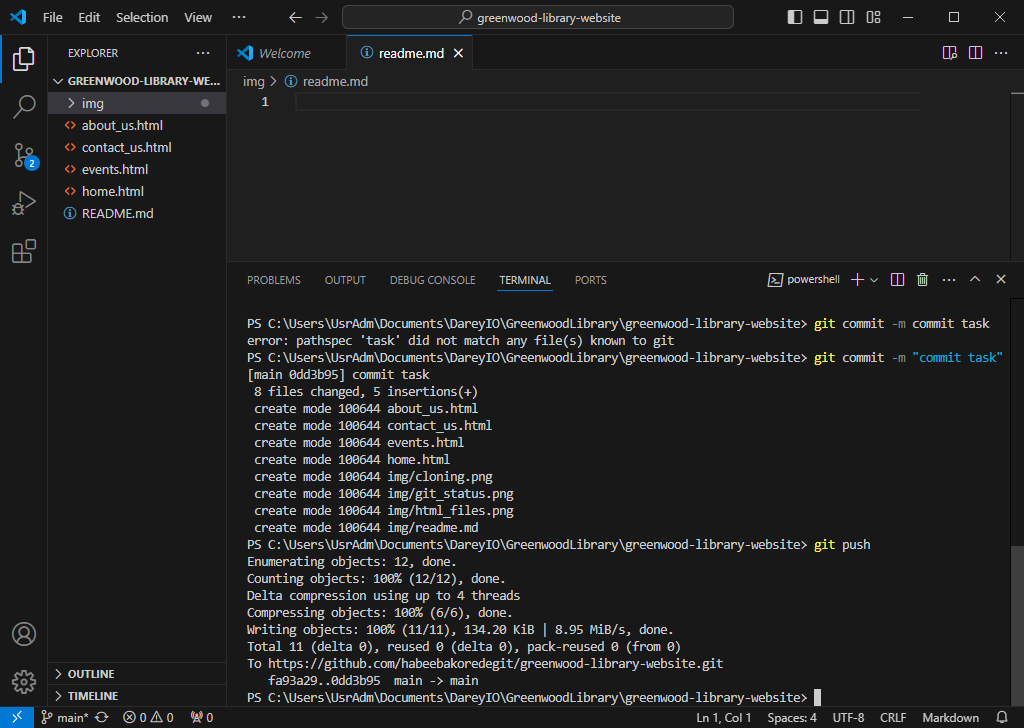 File Edit Selection View ··· greenwood-library-website
EXPLORER ···
GREENWOOD-LIBRARY-WE...
img
about_us.html
contact_us.html
events.html
home.html
README.md
2
OUTLINE
TIMELINE
Welcome readme.md
img > readme.md
1
PROBLEMS OUTPUT DEBUG CONSOLE TERMINAL PORTS powershell
PS C:\Users\UsrAdm\Documents\DareyIO\GreenwoodLibrary\greenwood-library-website> git commit -m commit task
error: pathspec 'task' did not match any file(s) known to git
PS C:\Users\UsrAdm\Documents\DareyIO\GreenwoodLibrary\greenwood-library-website> git commit -m "commit task"
[main 0dd3b95] commit task
 8 files changed, 5 insertions(+)
 create mode 100644 about_us.html
 create mode 100644 contact_us.html
 create mode 100644 events.html
 create mode 100644 home.html
 create mode 100644 img/cloning.png
 create mode 100644 img/git_status.png
 create mode 100644 img/html_files.png
 create mode 100644 img/readme.md
PS C:\Users\UsrAdm\Documents\DareyIO\GreenwoodLibrary\greenwood-library-website> git push
Enumerating objects: 12, done.
Counting objects: 100% (12/12), done.
Delta compression using up to 4 threads
Compressing objects: 100% (6/6), done.
Writing objects: 100% (11/11), 134.20 KiB | 8.95 MiB/s, done.
Total 11 (delta 0), reused 0 (delta 0), pack-reused 0 (from 0)
To https://github.com/habeebakoredegit/greenwood-library-website.git
   fa93a29..0dd3b95  main -> main
PS C:\Users\UsrAdm\Documents\DareyIO\GreenwoodLibrary\greenwood-library-website>
main* 0 0 0 Ln 1, Col 1 Spaces: 4 UTF-8 CRLF Markdown